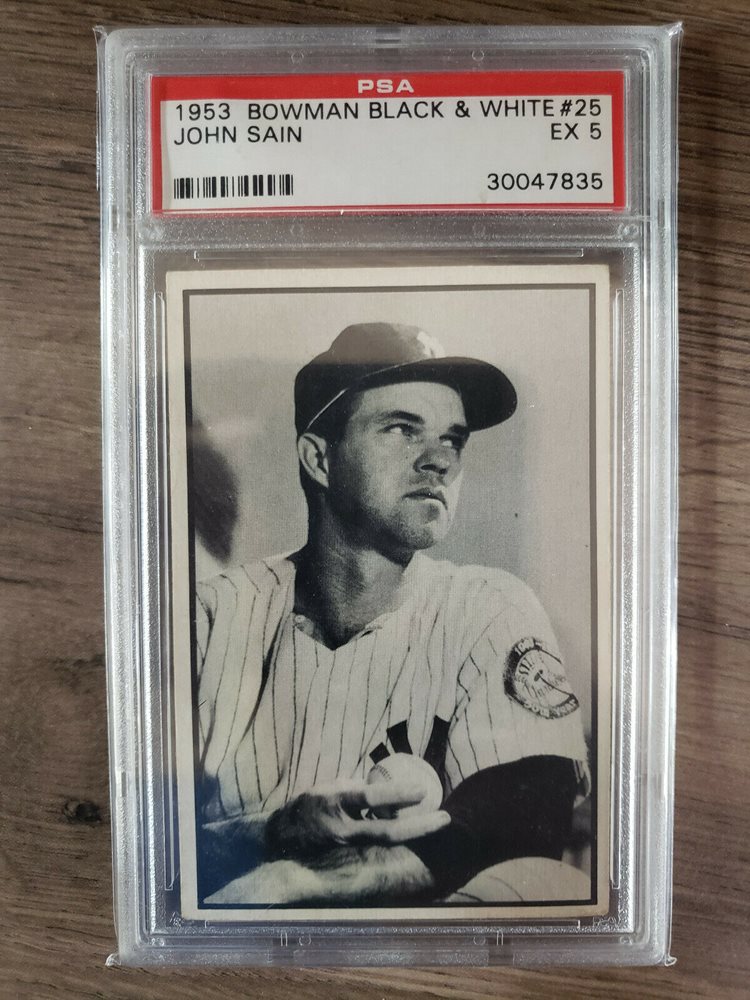 PSA
1953 BOWMAN BLACK & WHITE #25
JOHN SAIN EX 5
30047835